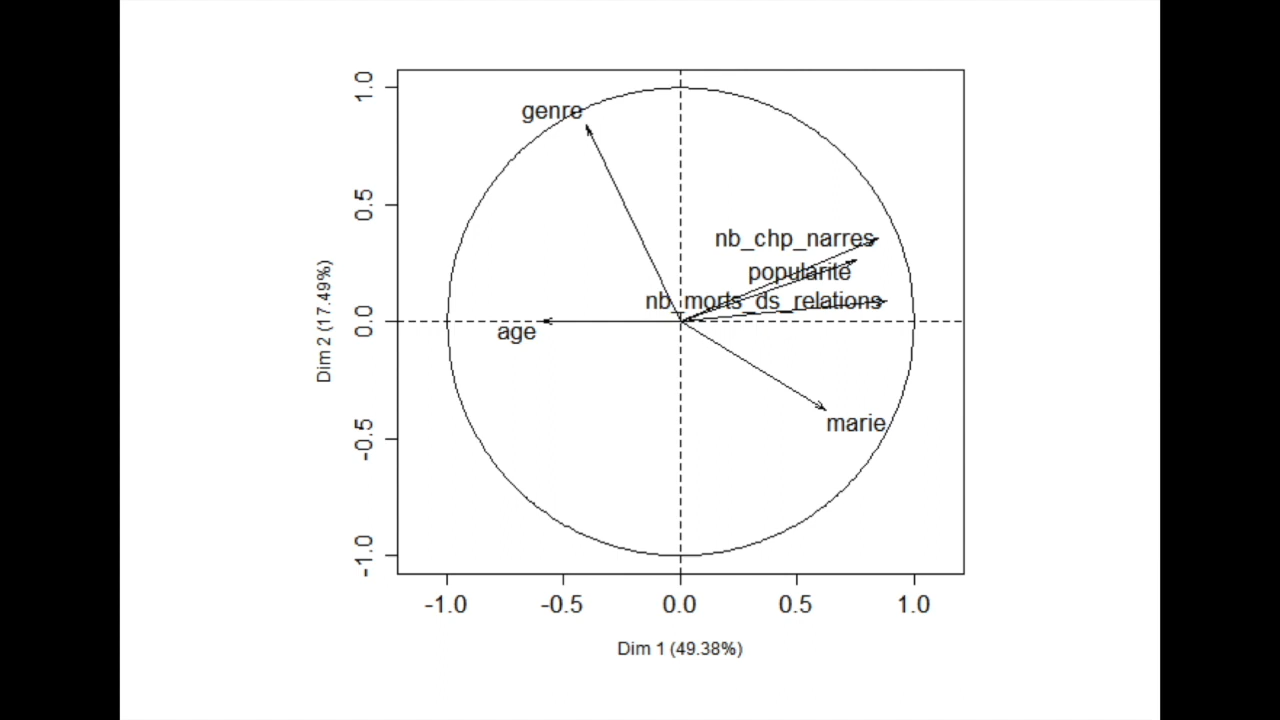 1.0
genre
0.5
nb_chp_narres
popularite
nb_morts_ds_relations
0.0
age
-0.5
marie
-1.0
-1.0 -0.5 0.0 0.5 1.0
Dim 2 (17.49%)
Dim 1 (49.38%)